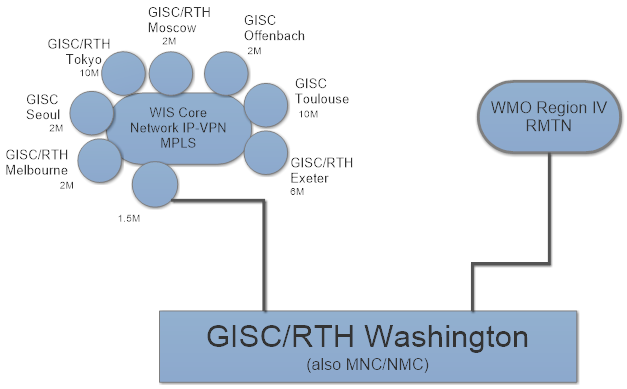 GISC/RTH
Moscow
2M
GISC
Offenbach
2M
GISC/RTH
Tokyo
10M
GISC
Toulouse
10M
GISC
Seoul
2M
WIS Core
Network IP-VPN
MPLS
WMO Region IV
RMTN
GISC/RTH
Melbourne
2M
GISC/RTH
Exeter
6M
1.5M
GISC/RTH Washington
(also MNC/NMC)